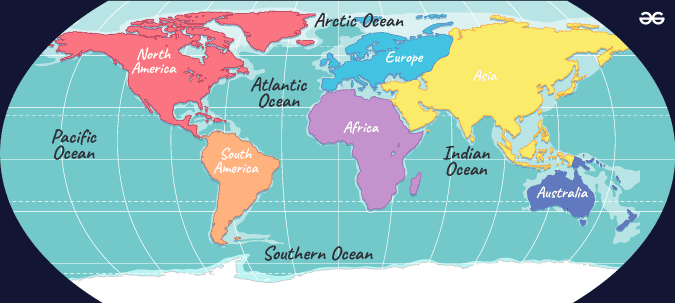 Arctic Ocean
North
America
Europe
Asia
Atlantic
Ocean
Africa
Pacific
Ocean
South
America
Indian
Ocean
Australia
Southern Ocean